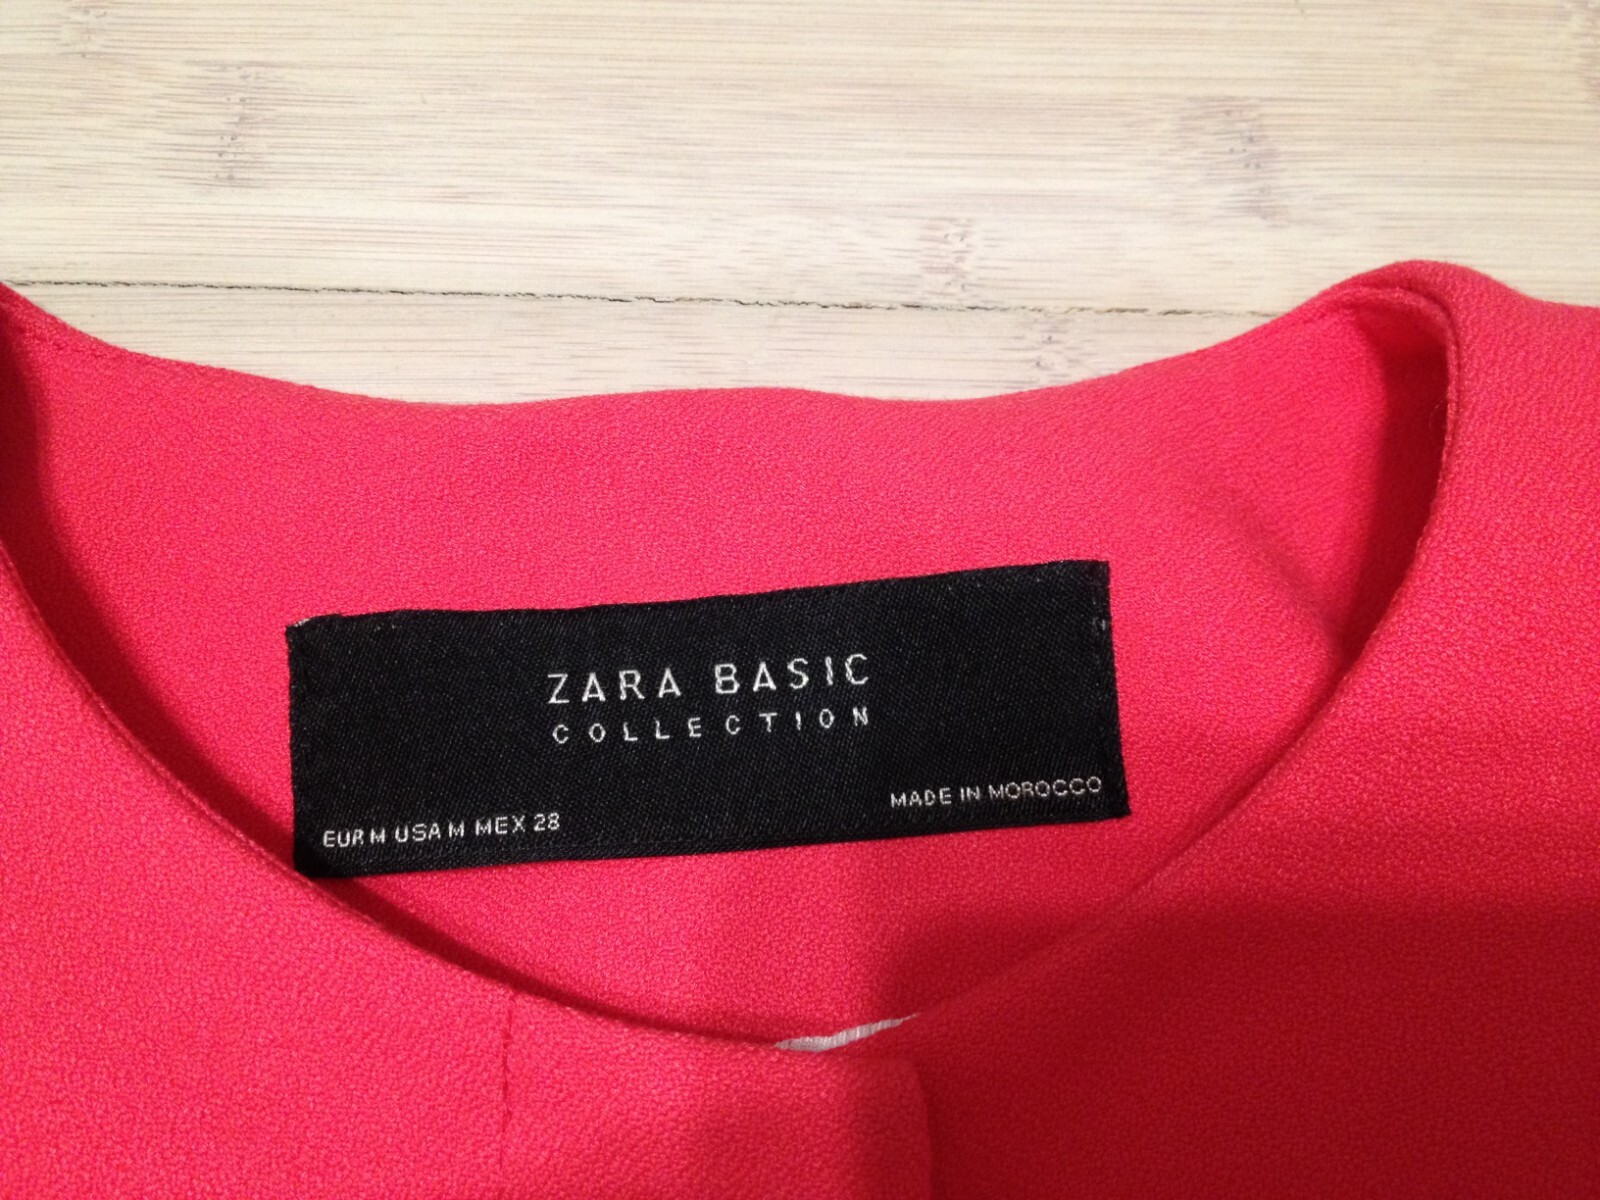 ZARA BASIC
COLLECTION
MADE IN MOROCCO
EUR M USA M MEX 28